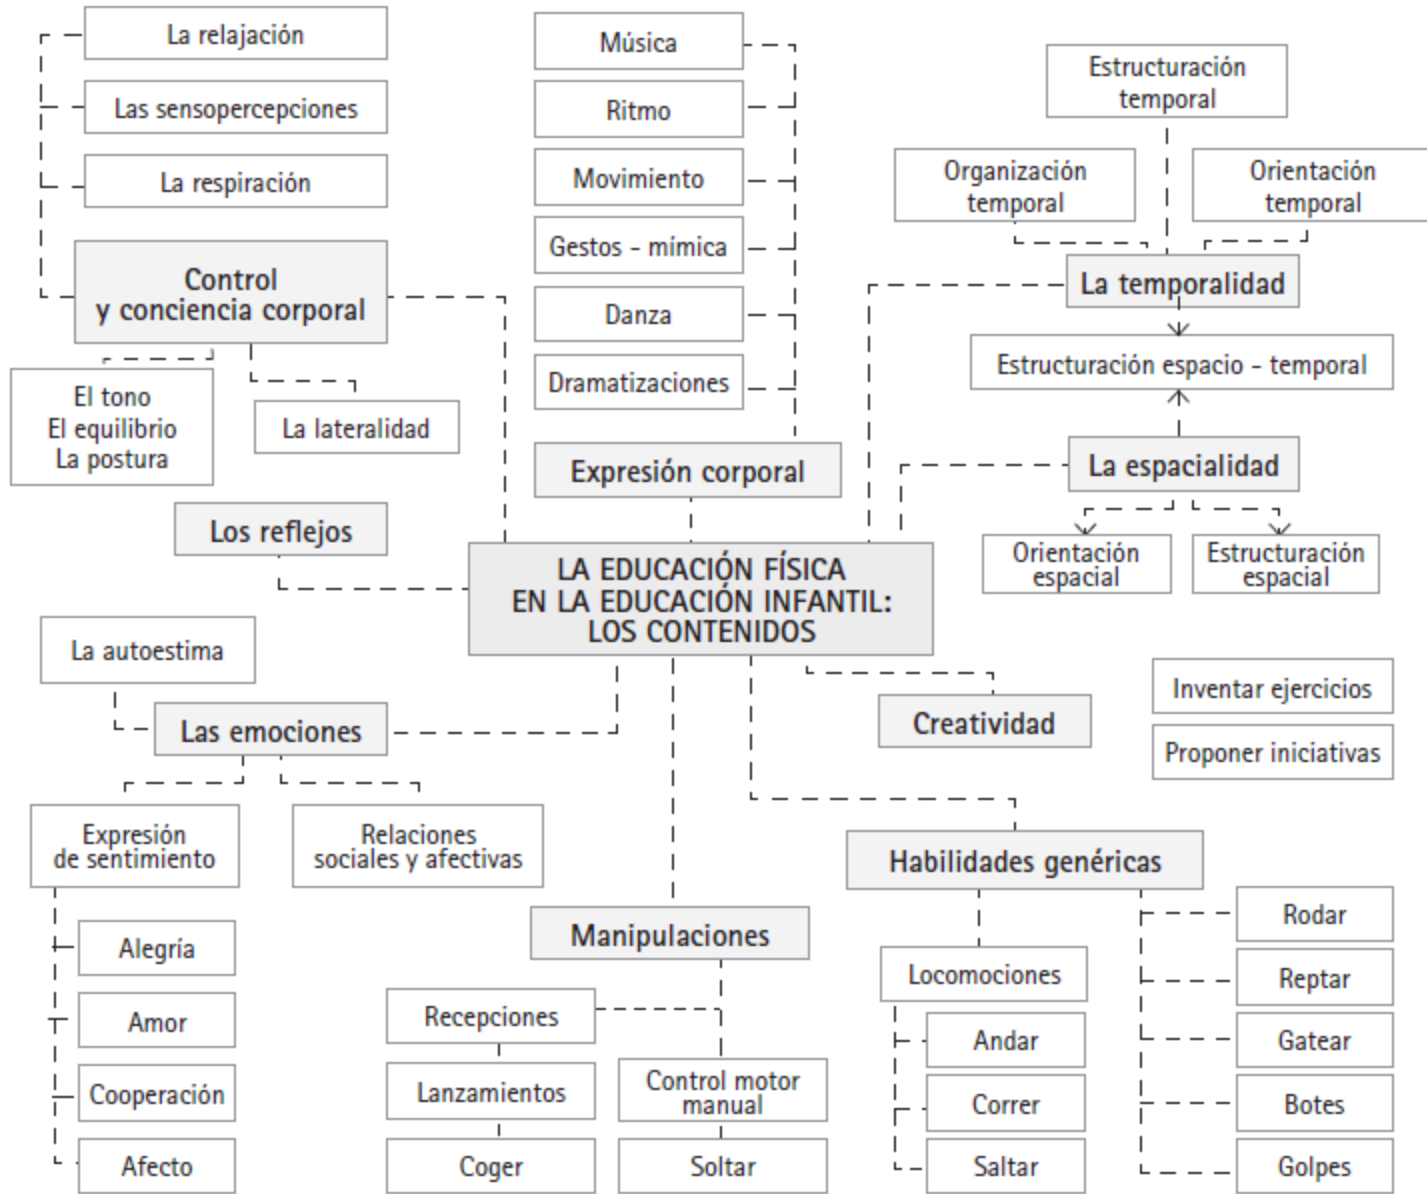 La relajación
Las sensopercepciones
La respiración
Control
y conciencia corporal
El tono
El equilibrio
La postura
La lateralidad
Música
Ritmo
Movimiento
Gestos - mímica
Danza
Dramatizaciones
Expresión corporal
Estructuración
temporal
Organización
temporal
Orientación
temporal
La temporalidad
Estructuración espacio - temporal
La espacialidad
Orientación
espacial
Estructuración
espacial
Los reflejos
LA EDUCACIÓN FÍSICA
EN LA EDUCACIÓN INFANTIL:
LOS CONTENIDOS
La autoestima
Las emociones
Expresión
de sentimiento
Relaciones
sociales y afectivas
Alegría
Amor
Cooperación
Afecto
Creatividad
Inventar ejercicios
Proponer iniciativas
Manipulaciones
Recepciones
Lanzamientos
Coger
Control motor
manual
Soltar
Habilidades genéricas
Locomociones
Andar
Correr
Saltar
Rodar
Reptar
Gatear
Botes
Golpes